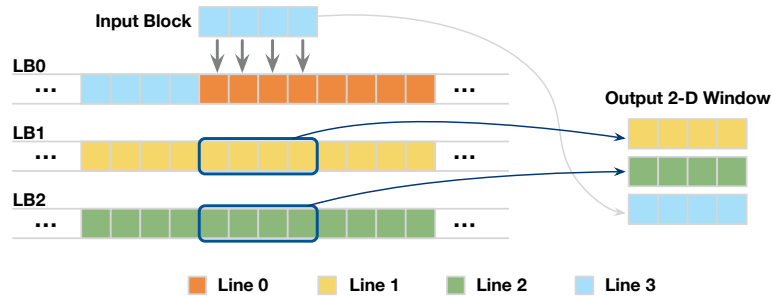 Input Block
LB0
... ...
Output 2-D Window
LB1
... ...
LB2
... ...
Line 0 Line 1 Line 2 Line 3